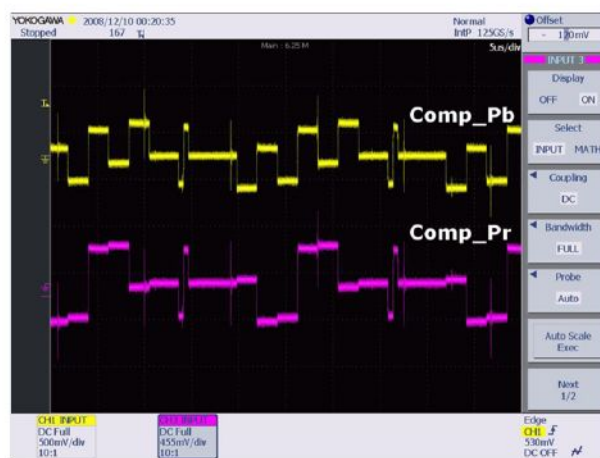 YOKOGAWA 2008/12/10 00:20:35
Stopped 167
Normal
IntP 125GS/s
Main : 6.25 M
5us/div
Offset
- 120mV
INPUT 3
Display
OFF ON
Select
INPUT MATH
Coupling
DC
Bandwidth
FULL
Probe
Auto
Auto Scale
Exec
Next
1/2
Comp_Pb
Comp_Pr
CH1 INPUT
DC Full
500mV/div
10:1
CH3 INPUT
DC Full
455mV/div
10:1
Edge
CH1
530mV
DC OFF